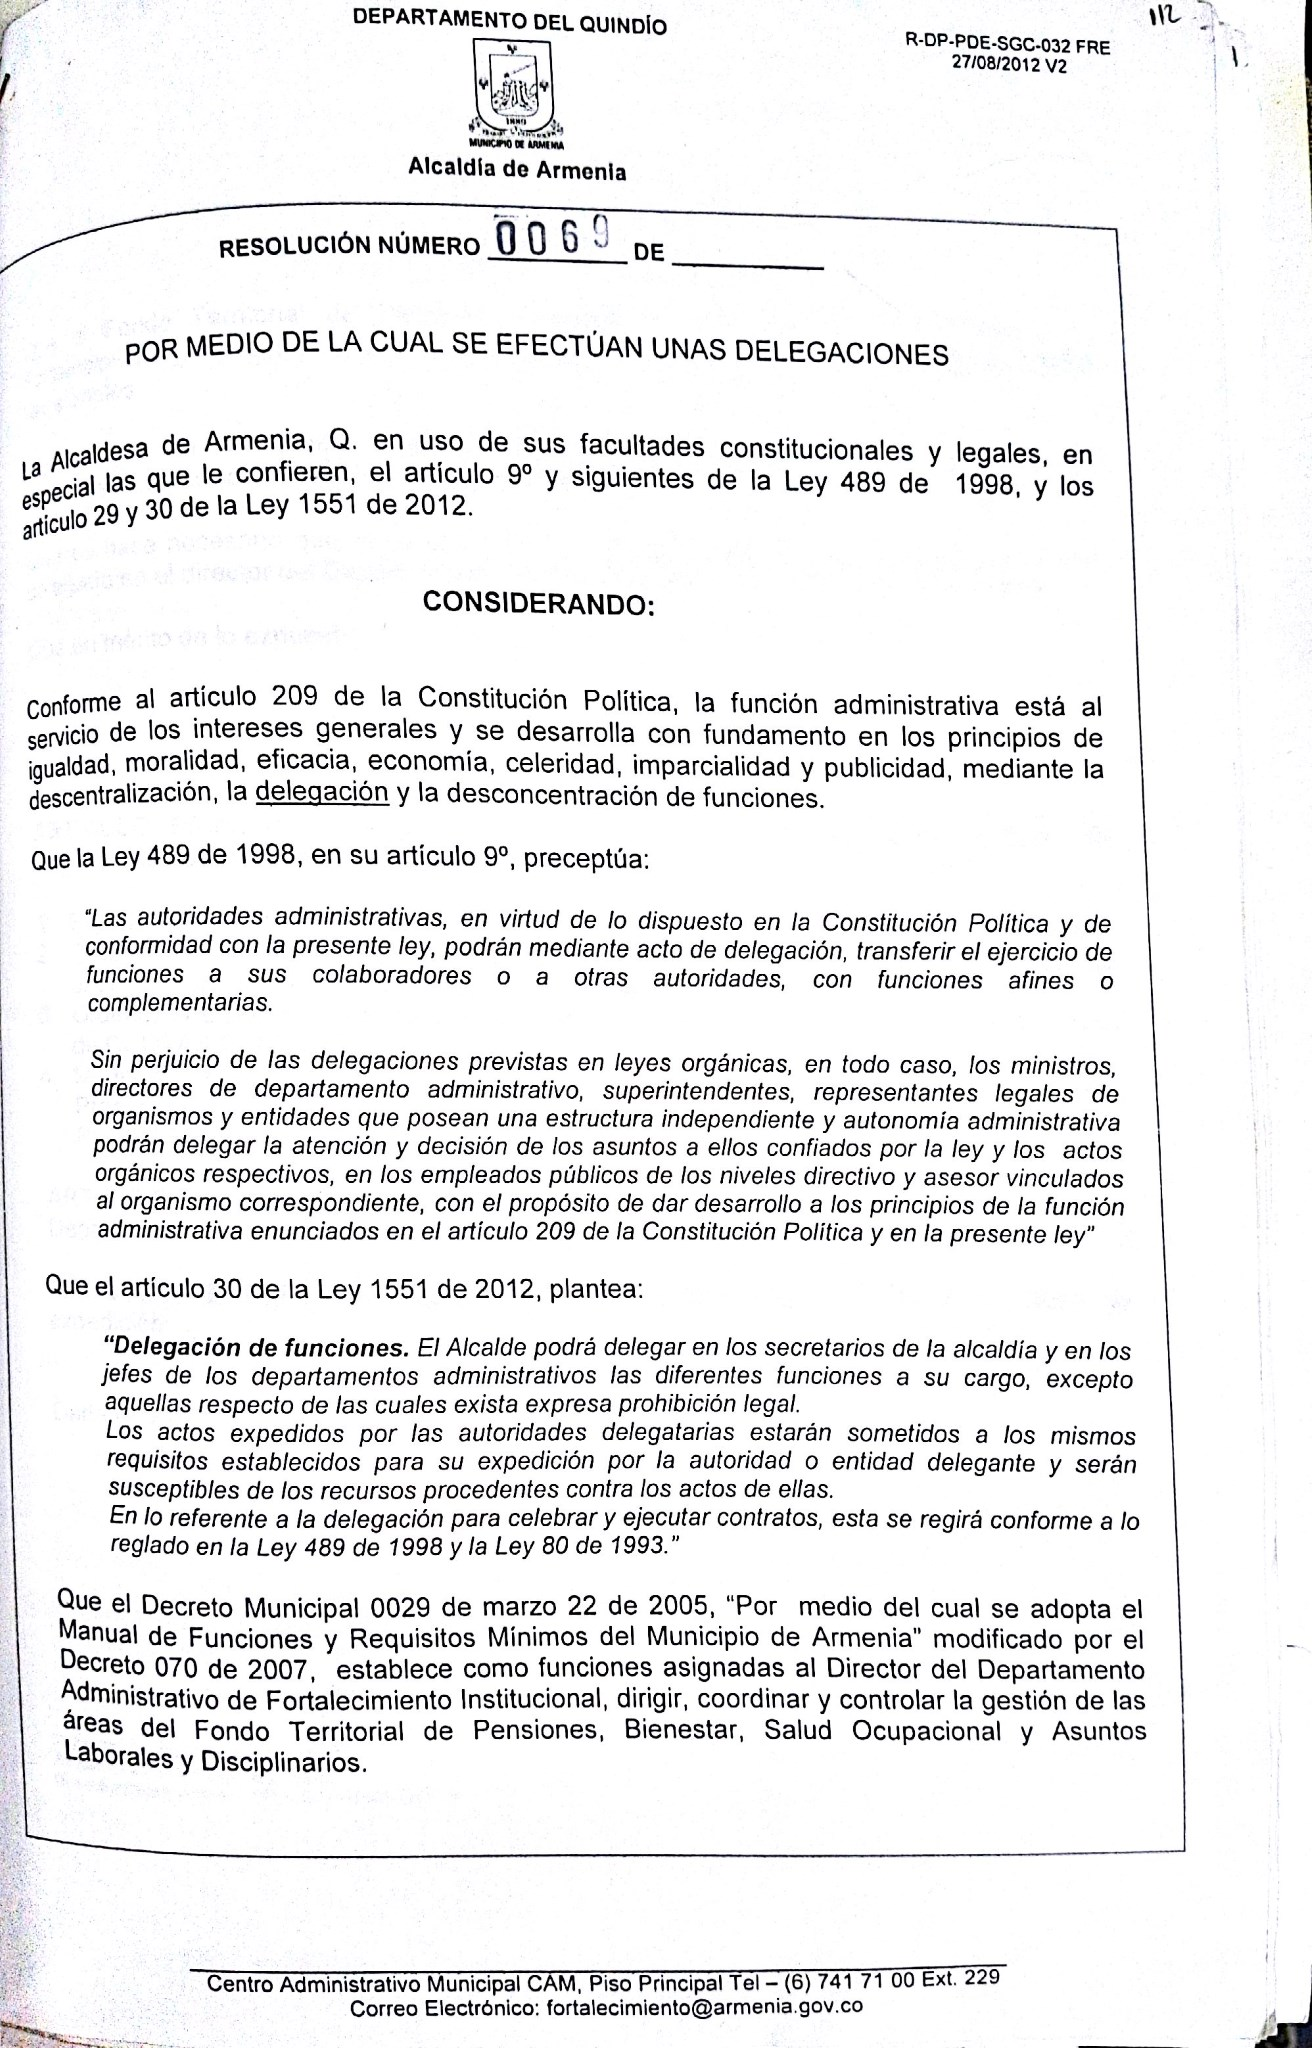 DEPARTAMENTO DEL QUINDÍO
112
R-DP-PDE-SGC-032 FRE
27/08/2012 V2
1.
1889
MUNICIPIO DE ARMENIA
Alcaldía de Armenia
RESOLUCIÓN NÚMERO 0069 DE
POR MEDIO DE LA CUAL SE EFECTÚAN UNAS DELEGACIONES
La Alcaldesa de Armenia, Q. en uso de sus facultades constitucionales y legales, en
especial las que le confieren, el artículo 9º y siguientes de la Ley 489 de 1998, y los
artículo 29 y 30 de la Ley 1551 de 2012.
CONSIDERANDO:
Conforme al artículo 209 de la Constitución Política, la función administrativa está al
servicio de los intereses generales y se desarrolla con fundamento en los principios de
igualdad, moralidad, eficacia, economía, celeridad, imparcialidad y publicidad, mediante la
descentralización, la delegación y la desconcentración de funciones.
Que la Ley 489 de 1998, en su artículo 9º, preceptúa:
“Las autoridades administrativas, en virtud de lo dispuesto en la Constitución Política y de
conformidad con la presente ley, podrán mediante acto de delegación, transferir el ejercicio de
funciones a sus colaboradores o a otras autoridades, con funciones afines o
complementarias.
Sin perjuicio de las delegaciones previstas en leyes orgánicas, en todo caso, los ministros,
directores de departamento administrativo, superintendentes, representantes legales de
organismos y entidades que posean una estructura independiente y autonomía administrativa
podrán delegar la atención y decisión de los asuntos a ellos confiados por la ley y los actos
orgánicos respectivos, en los empleados públicos de los niveles directivo y asesor vinculados
al organismo correspondiente, con el propósito de dar desarrollo a los principios de la función
administrativa enunciados en el artículo 209 de la Constitución Política y en la presente ley”
Que el artículo 30 de la Ley 1551 de 2012, plantea:
“Delegación de funciones. El Alcalde podrá delegar en los secretarios de la alcaldía y en los
jefes de los departamentos administrativos las diferentes funciones a su cargo, excepto
aquellas respecto de las cuales exista expresa prohibición legal.
Los actos expedidos por las autoridades delegatarias estarán sometidos a los mismos
requisitos establecidos para su expedición por la autoridad o entidad delegante y serán
susceptibles de los recursos procedentes contra los actos de ellas.
En lo referente a la delegación para celebrar y ejecutar contratos, esta se regirá conforme a lo
reglado en la Ley 489 de 1998 y la Ley 80 de 1993.”
Que el Decreto Municipal 0029 de marzo 22 de 2005, “Por medio del cual se adopta el
Manual de Funciones y Requisitos Mínimos del Municipio de Armenia" modificado por el
Decreto 070 de 2007, establece como funciones asignadas al Director del Departamento
Administrativo de Fortalecimiento Institucional, dirigir, coordinar y controlar la gestión de las
áreas del Fondo Territorial de Pensiones, Bienestar, Salud Ocupacional y Asuntos
Laborales y Disciplinarios.
Centro Administrativo Municipal CAM, Piso Principal Tel – (6) 741 71 00 Ext. 229
Correo Electrónico: fortalecimiento@armenia.gov.co